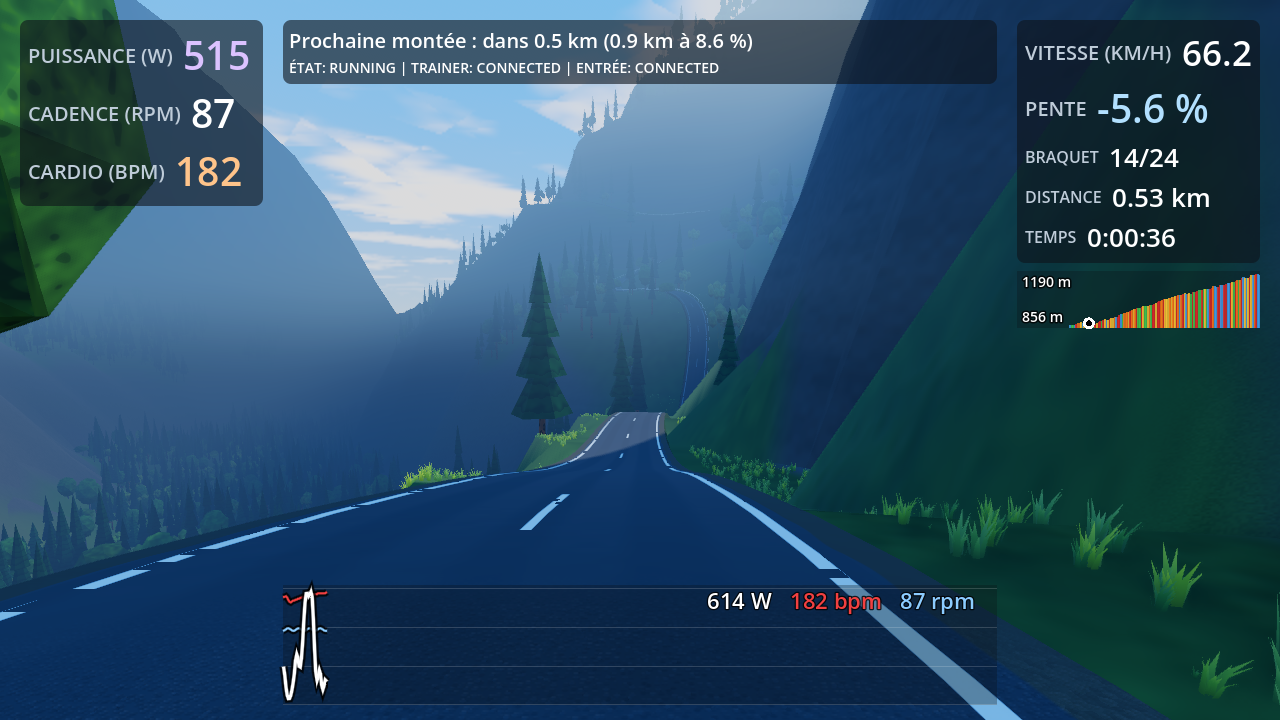 PUISSANCE (W) 515
CADENCE (RPM) 87
CARDIO (BPM) 182
Prochaine montée : dans 0.5 km (0.9 km à 8.6 %)
ÉTAT: RUNNING | TRAINER: CONNECTED | ENTRÉE: CONNECTED
VITESSE (KM/H) 66.2
PENTE -5.6 %
BRAQUET 14/24
DISTANCE 0.53 km
TEMPS 0:00:36
1190 m
856 m
614 W 182 bpm 87 rpm